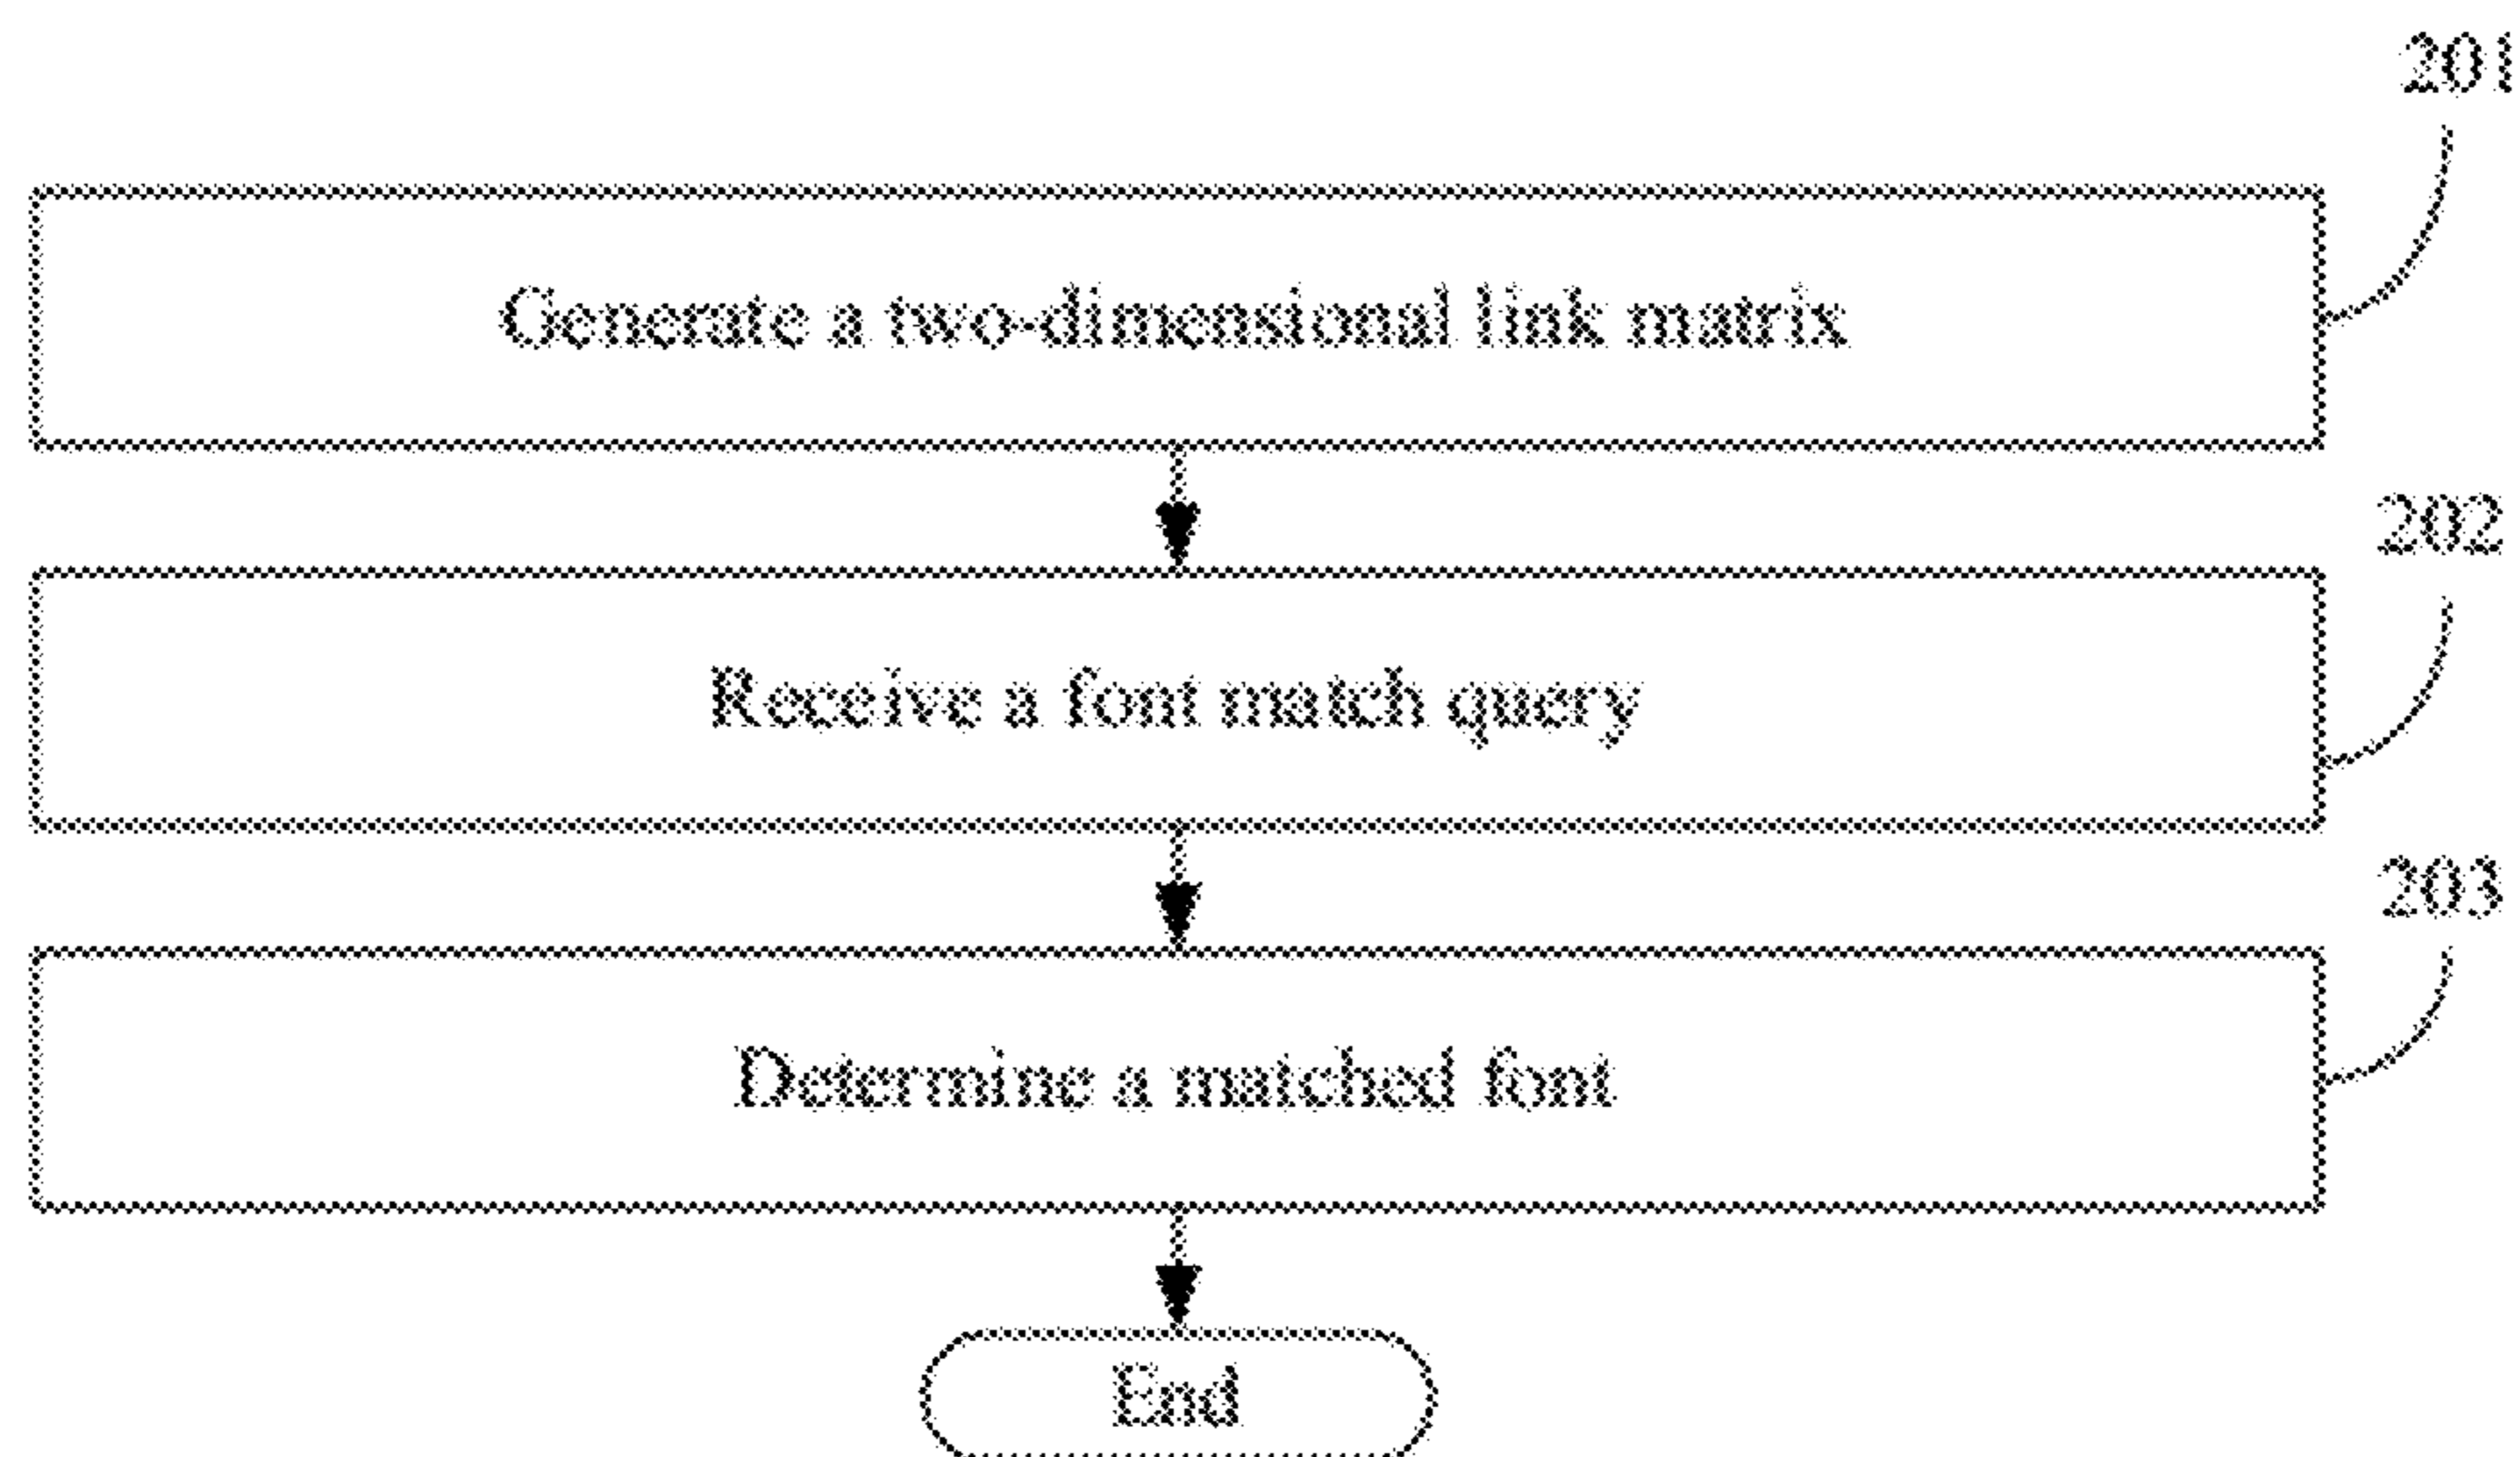 201
Generate a two-dimensional link matrix
202
Receive a font match query
203
Determine a matched font
End